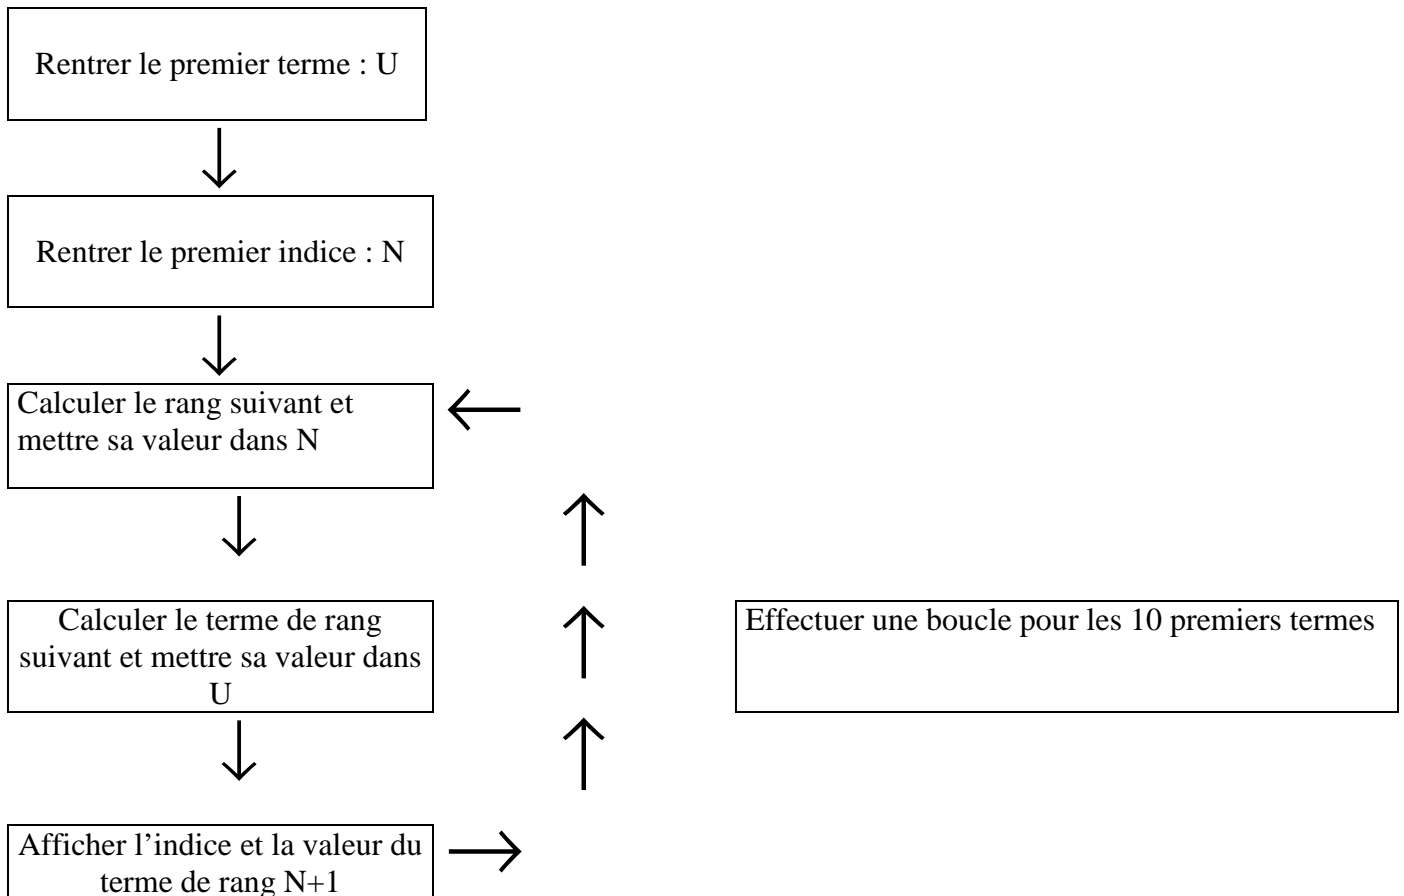 Rentrer le premier terme : U
Rentrer le premier indice : N
Calculer le rang suivant et
mettre sa valeur dans N
Calculer le terme de rang
suivant et mettre sa valeur dans
U
Effectuer une boucle pour les 10 premiers termes
Afficher l’indice et la valeur du
terme de rang N+1